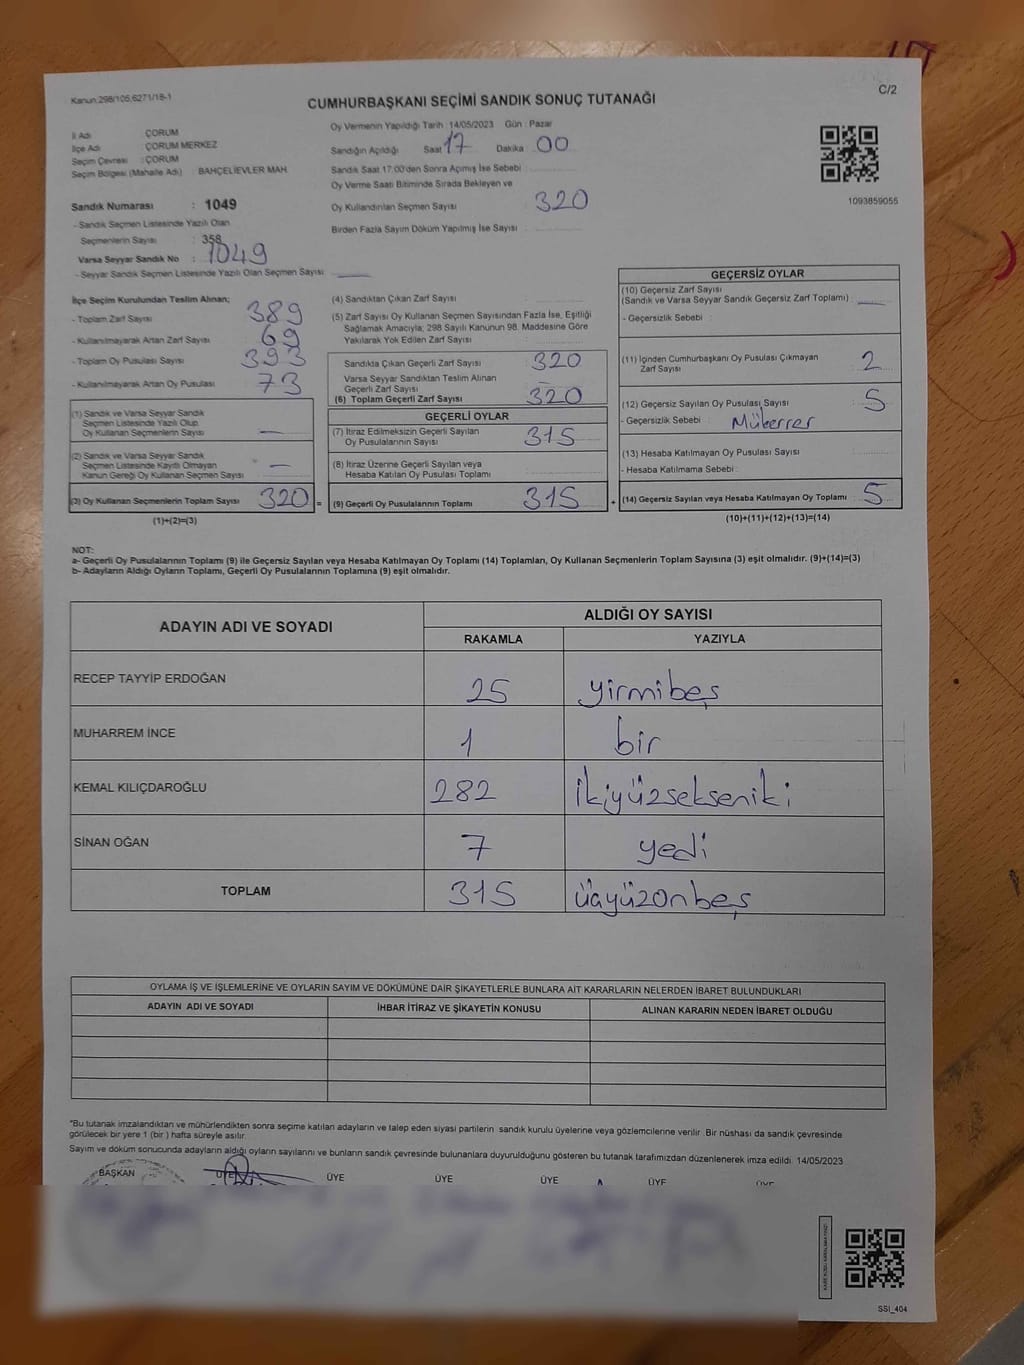 Kanun:298/105,6271/18-1
C/2
CUMHURBAŞKANI SEÇİMİ SANDIK SONUÇ TUTANAĞI
İl Adı ÇORUM
İlçe Adı : ÇORUM MERKEZ
Seçim Çevresi : ÇORUM
Seçim Bölgesi (Mahalle Adı) : BAHÇELİEVLER MAH
Oy Vermenin Yapıldığı Tarih : 14/05/2023 Gün : Pazar
Sandığın Açıldığı Saat 17 Dakika : 00
Sandık Saat 17:00'den Sonra Açımış İse Sebebi :
Oy Verme Saati Bitiminde Sırada Bekleyen ve
Oy Kullandırılan Seçmen Sayısı : 320
Birden Fazla Sayım Döküm Yapılmış İse Sayısı :
1093859055
Sandık Numarası : 1049
- Sandık Seçmen Listesinde Yazılı Olan
Seçmenlerin Sayısı : 358
Varsa Seyyar Sandık No : 1049
- Seyyar Sandık Seçmen Listesinde Yazılı Olan Seçmen Sayısı
İlçe Seçim Kurulundan Teslim Alınan;
- Toplam Zarf Sayısı 389
- Kullanılmayarak Artan Zarf Sayısı 69
- Toplam Oy Pusulası Sayısı 393
- Kullanılmayarak Artan Oy Pusulası 73
(1) Sandık ve Varsa Seyyar Sandık
Seçmen Listesinde Yazılı Olup
Oy Kullanan Seçmenlerin Sayısı : —
(2) Sandık ve Varsa Seyyar Sandık
Seçmen Listesinde Kayıtlı Olmayan
Kanun Gereği Oy Kullanan Seçmen Sayısı : —
(3) Oy Kullanan Seçmenlerin Toplam Sayısı 320 =
(1)+(2)=(3)
(4) Sandıktan Çıkan Zarf Sayısı :
(5) Zarf Sayısı Oy Kullanan Seçmen Sayısından Fazla İse, Eşitliği
Sağlamak Amacıyla; 298 Sayılı Kanunun 98. Maddesine Göre
Yakılarak Yok Edilen Zarf Sayısı :
Sandıkta Çıkan Geçerli Zarf Sayısı : 320
Varsa Seyyar Sandıktan Teslim Alınan
Geçerli Zarf Sayısı : —
(6) Toplam Geçerli Zarf Sayısı : 320
GEÇERLİ OYLAR
(7) İtiraz Edilmeksizin Geçerli Sayılan
Oy Pusulalarının Sayısı : 315
(8) İtiraz Üzerine Geçerli Sayılan veya
Hesaba Katılan Oy Pusulası Toplamı :
(9) Geçerli Oy Pusulalarının Toplamı : 315 +
GEÇERSİZ OYLAR
(10) Geçersiz Zarf Sayısı
(Sandık ve Varsa Seyyar Sandık Geçersiz Zarf Toplamı) : —
- Geçersizlik Sebebi :
(11) İçinden Cumhurbaşkanı Oy Pusulası Çıkmayan
Zarf Sayısı : 2
(12) Geçersiz Sayılan Oy Pusulası Sayısı : 5
- Geçersizlik Sebebi : Mükerrer
(13) Hesaba Katılmayan Oy Pusulası Sayısı :
- Hesaba Katılmama Sebebi :
(14) Geçersiz Sayılan veya Hesaba Katılmayan Oy Toplamı : 5
(10)+(11)+(12)+(13)=(14)
NOT:
a- Geçerli Oy Pusulalarının Toplamı (9) ile Geçersiz Sayılan veya Hesaba Katılmayan Oy Toplamı (14) Toplamları, Oy Kullanan Seçmenlerin Toplam Sayısına (3) eşit olmalıdır. (9)+(14)=(3)
b- Adayların Aldığı Oyların Toplamı, Geçerli Oy Pusulalarının Toplamına (9) eşit olmalıdır.
ADAYIN ADI VE SOYADI
ALDIĞI OY SAYISI
RAKAMLA YAZIYLA
RECEP TAYYİP ERDOĞAN 25 yirmibeş
MUHARREM İNCE 1 bir
KEMAL KILIÇDAROĞLU 282 ikiyüzsekseniki
SİNAN OĞAN 7 yedi
TOPLAM 315 üçyüzonbeş
OYLAMA İŞ VE İŞLEMLERİNE VE OYLARIN SAYIM VE DÖKÜMÜNE DAİR ŞİKAYETLERLE BUNLARA AİT KARARLARIN NELERDEN İBARET BULUNDUKLARI
ADAYIN ADI VE SOYADI İHBAR İTİRAZ VE ŞİKAYETİN KONUSU ALINAN KARARIN NEDEN İBARET OLDUĞU
*Bu tutanak imzalandıktan ve mühürlendikten sonra seçime katılan adayların ve talep eden siyasi partilerin sandık kurulu üyelerine veya gözlemcilerine verilir. Bir nüshası da sandık çevresinde
görülecek bir yere 1 (bir) hafta süreyle asılır.
Sayım ve döküm sonucunda adayların aldığı oyların sayılarını ve bunların sandık çevresinde bulunanlara duyurulduğunu gösteren bu tutanak tarafımızdan düzenlenerek imza edildi. 14/05/2023
BAŞKAN ÜYE ÜYE ÜYE ÜYE ÜYE ÜYE
SSI_404